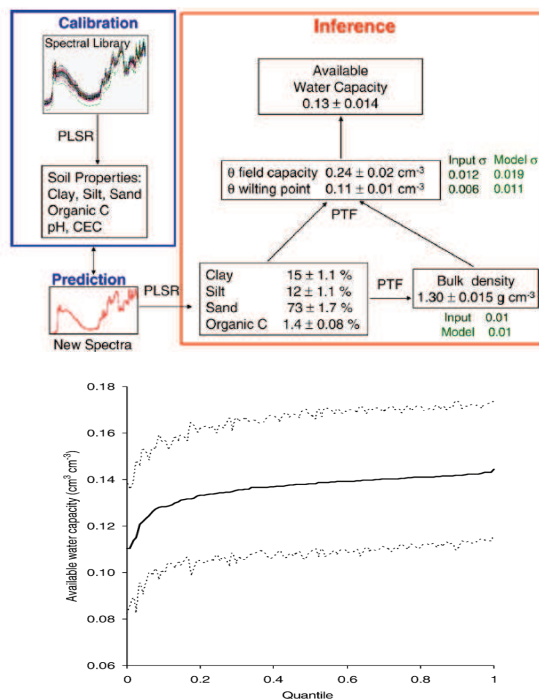 Calibration
Spectral Library
PLSR
Soil Properties:
Clay, Silt, Sand
Organic C
pH, CEC
Prediction
New Spectra
PLSR
Inference
Available
Water Capacity
0.13 ± 0.014
θ field capacity 0.24 ± 0.02 cm⁻³
θ wilting point 0.11 ± 0.01 cm⁻³
Input σ Model σ
0.012 0.019
0.006 0.011
PTF
Clay 15 ± 1.1 %
Silt 12 ± 1.1 %
Sand 73 ± 1.7 %
Organic C 1.4 ± 0.08 %
PTF
Bulk density
1.30 ± 0.015 g cm⁻³
Input 0.01
Model 0.01
Available water capacity (cm³ cm⁻³)
0.18
0.16
0.14
0.12
0.10
0.08
0.06
0 0.2 0.4 0.6 0.8 1
Quantile